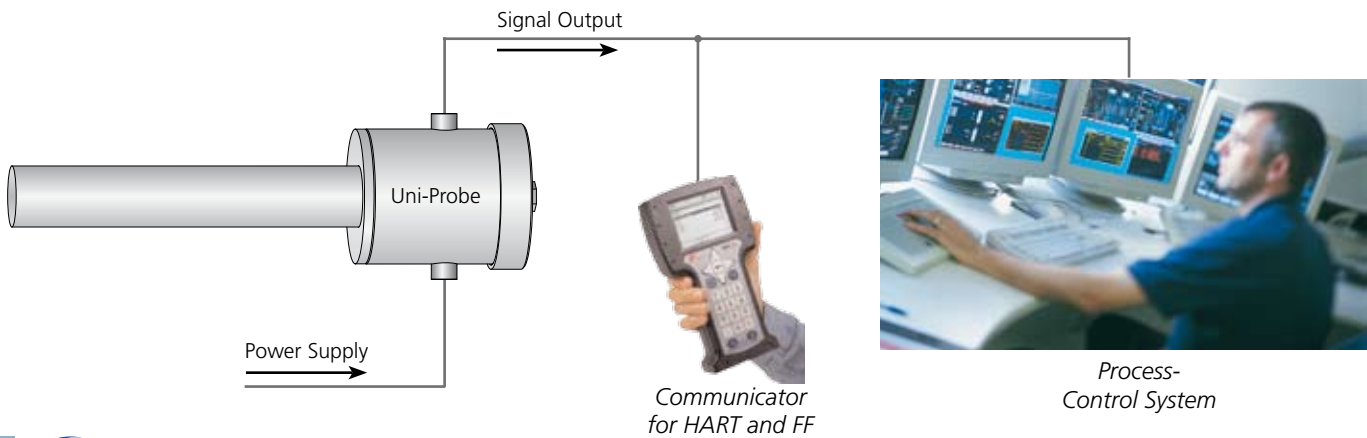 Signal Output
Uni-Probe
Power Supply
Communicator
for HART and FF
Process-
Control System